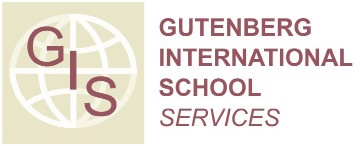 GIS
GUTENBERG
INTERNATIONAL
SCHOOL
SERVICES